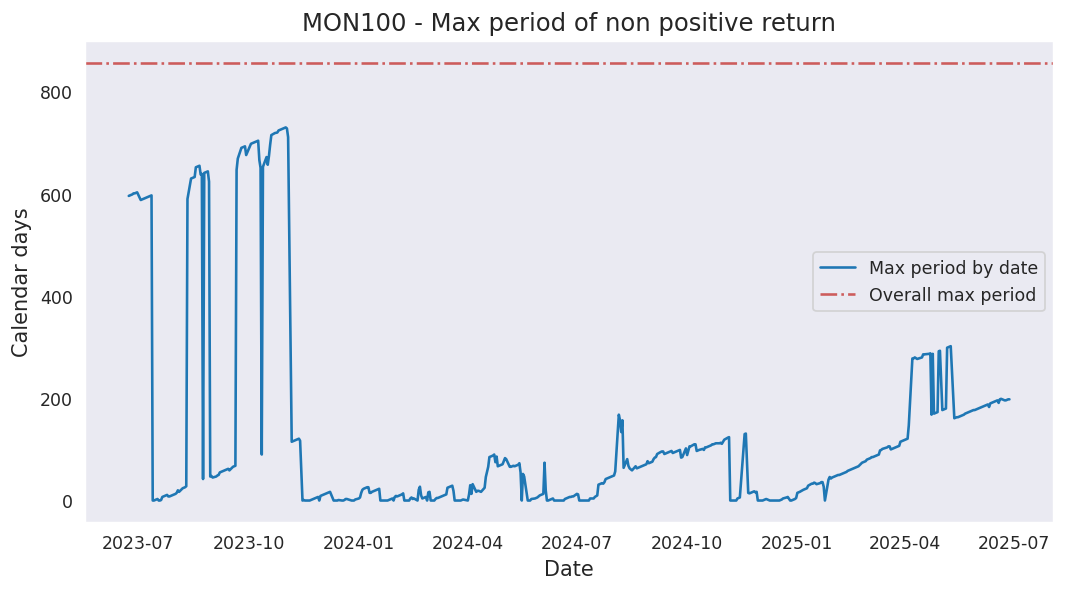 MON100 - Max period of non positive return
Calendar days
800
600
400
200
0
Max period by date
Overall max period
2023-07 2023-10 2024-01 2024-04 2024-07 2024-10 2025-01 2025-04 2025-07
Date